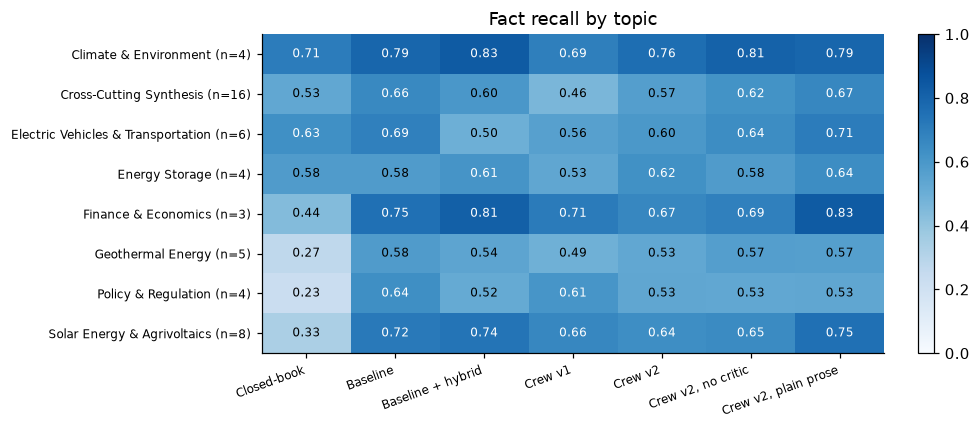 Fact recall by topic
Climate & Environment (n=4) 0.71 0.79 0.83 0.69 0.76 0.81 0.79
Cross-Cutting Synthesis (n=16) 0.53 0.66 0.60 0.46 0.57 0.62 0.67
Electric Vehicles & Transportation (n=6) 0.63 0.69 0.50 0.56 0.60 0.64 0.71
Energy Storage (n=4) 0.58 0.58 0.61 0.53 0.62 0.58 0.64
Finance & Economics (n=3) 0.44 0.75 0.81 0.71 0.67 0.69 0.83
Geothermal Energy (n=5) 0.27 0.58 0.54 0.49 0.53 0.57 0.57
Policy & Regulation (n=4) 0.23 0.64 0.52 0.61 0.53 0.53 0.53
Solar Energy & Agrivoltaics (n=8) 0.33 0.72 0.74 0.66 0.64 0.65 0.75
Closed-book
Baseline
Baseline + hybrid
Crew v1
Crew v2
Crew v2, no critic
Crew v2, plain prose
1.0
0.8
0.6
0.4
0.2
0.0